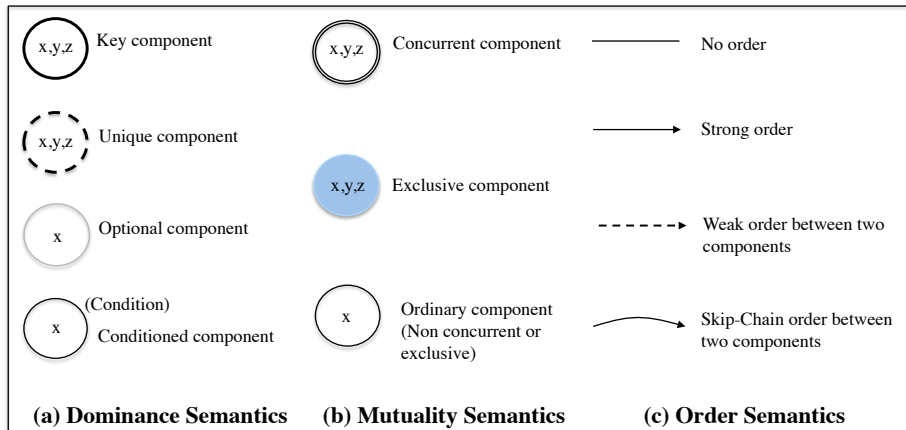 x,y,z
Key component
x,y,z
Unique component
x
Optional component
(Condition)
x
Conditioned component
(a) Dominance Semantics
x,y,z
Concurrent component
x,y,z
Exclusive component
x
Ordinary component
(Non concurrent or
exclusive)
(b) Mutuality Semantics
No order
Strong order
Weak order between two
components
Skip-Chain order between
two components
(c) Order Semantics